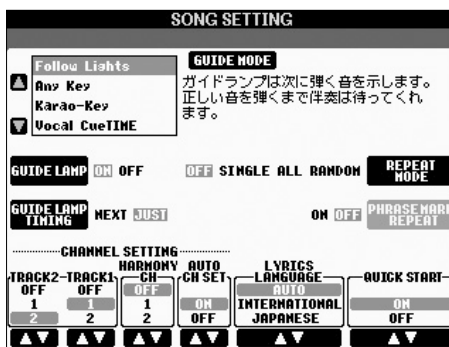 SONG SETTING
Follow Lights
Any Key
Karao-Key
Vocal CueTIME
GUIDE MODE
ガイドランプは次に弾く音を示します。
正しい音を弾くまで伴奏は待ってくれ
ます。
GUIDE LAMP ON OFF
OFF SINGLE ALL RANDOM REPEAT MODE
GUIDE LAMP TIMING NEXT JUST
ON OFF PHRASE MARK REPEAT
CHANNEL SETTING
TRACK2 TRACK1 HARMONY CH AUTO CH SET LYRICS LANGUAGE QUICK START
OFF OFF OFF AUTO
1 1 1 ON INTERNATIONAL ON
2 2 2 OFF JAPANESE OFF